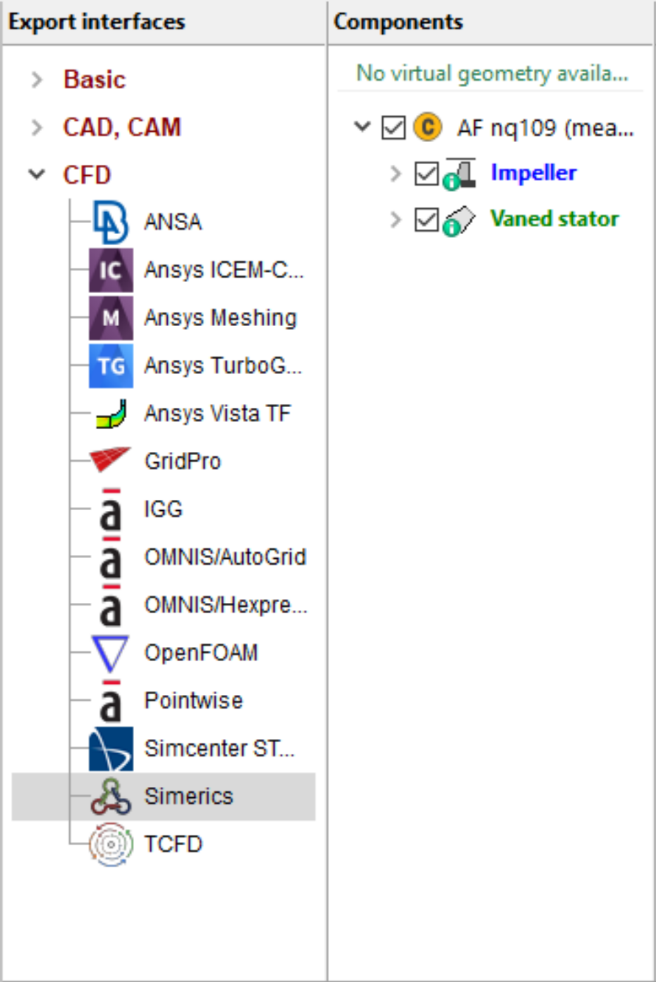 Export interfaces
Basic
CAD, CAM
CFD
ANSA
IC Ansys ICEM-C...
M Ansys Meshing
TG Ansys TurboG...
Ansys Vista TF
GridPro
a IGG
a OMNIS/AutoGrid
a OMNIS/Hexpre...
OpenFOAM
a Pointwise
Simcenter ST...
Simerics
TCFD
Components
No virtual geometry availa...
C AF nq109 (mea...
i Impeller
i Vaned stator